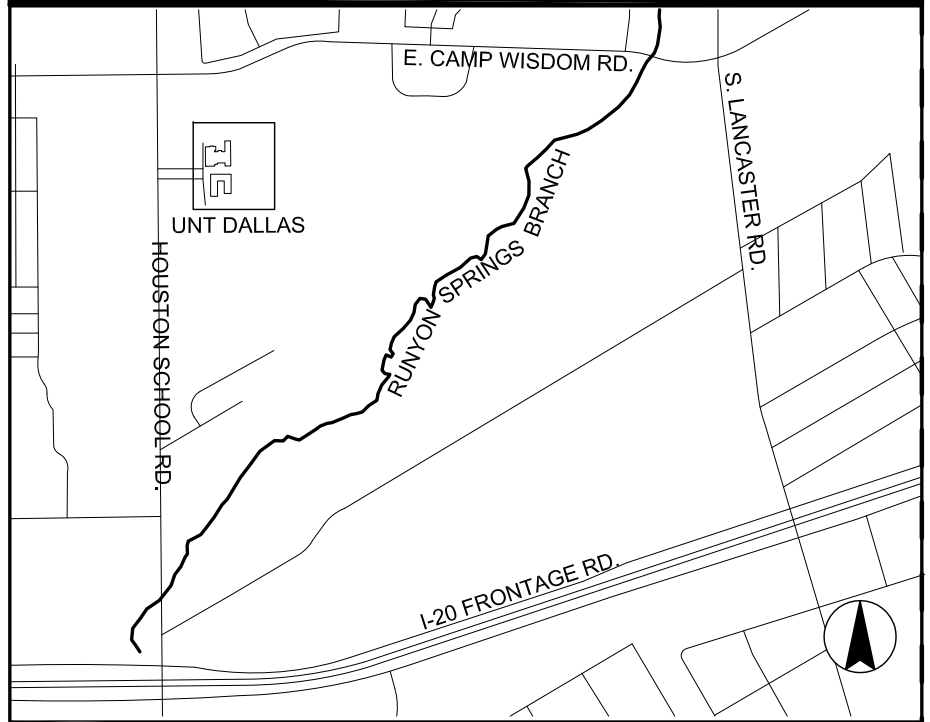 E. CAMP WISDOM RD.
S. LANCASTER RD.
UNT DALLAS
HOUSTON SCHOOL RD.
RUNYON SPRINGS BRANCH
I-20 FRONTAGE RD.